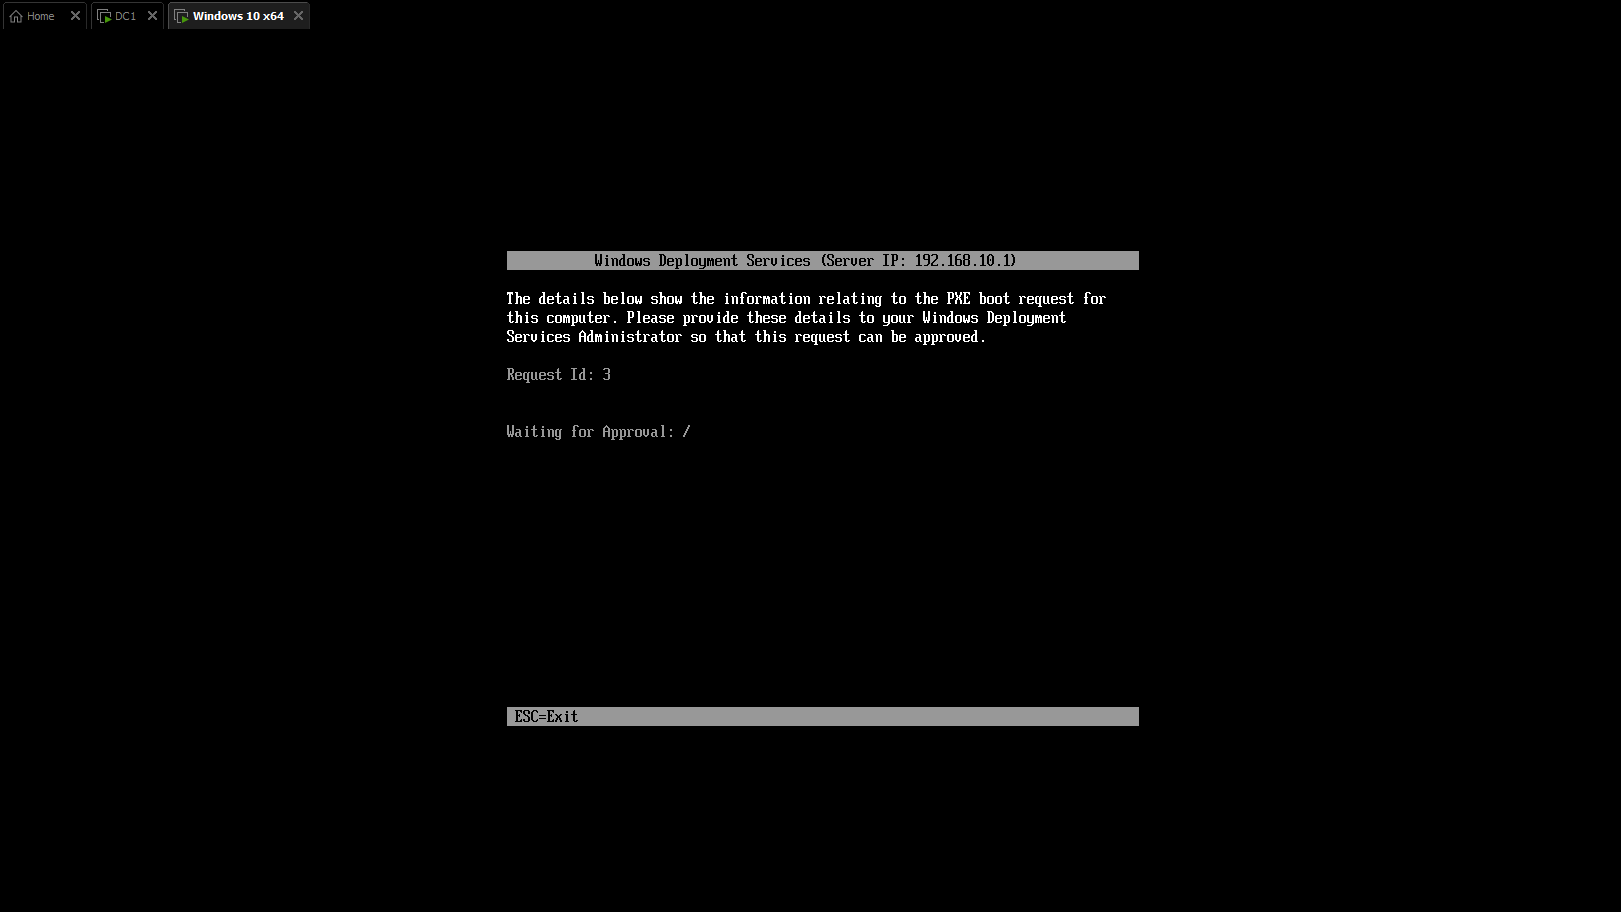 Home DC1 Windows 10 x64
Windows Deployment Services (Server IP: 192.168.10.1)
The details below show the information relating to the PXE boot request for
this computer. Please provide these details to your Windows Deployment
Services Administrator so that this request can be approved.
Request Id: 3
Waiting for Approval: /
ESC=Exit